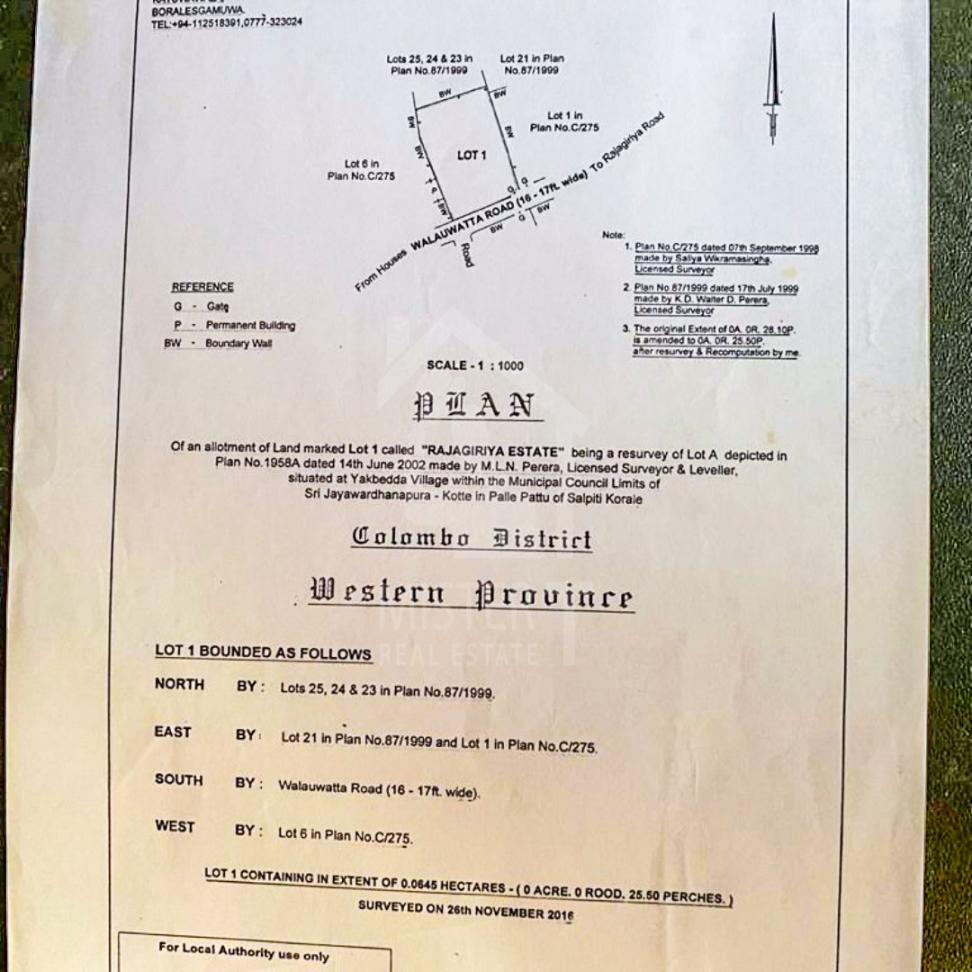 BORALESGAMUWA.
TEL:+94-112518391,0777-323024
Lots 25, 24 & 23 in
Plan No.87/1999
Lot 21 in Plan
No.87/1999
BW
BW
BW
BW
Lot 1 in
Plan No.C/275
BW
LOT 1
Lot 6 in
Plan No.C/275
P
BW
G
G
From Houses WALAUWATTA ROAD (16 - 17ft. wide) To Rajagiriya Road
BW
G
BW
Road
Note:
1. Plan No.C/275 dated 07th September 1998
made by Saliya Wikramasingha,
Licensed Surveyor
2. Plan No.87/1999 dated 17th July 1999
made by K.D. Walter D. Perera,
Licensed Surveyor
3. The original Extent of 0A. 0R. 26.10P.
is amended to 0A. 0R. 25.50P.
after resurvey & Recomputation by me.
REFERENCE
G - Gate
P - Permanent Building
BW - Boundary Wall
SCALE - 1 : 1000
PLAN
Of an allotment of Land marked Lot 1 called "RAJAGIRIYA ESTATE" being a resurvey of Lot A depicted in
Plan No.1958A dated 14th June 2002 made by M.L.N. Perera, Licensed Surveyor & Leveller,
situated at Yakbedda Village within the Municipal Council Limits of
Sri Jayawardhanapura - Kotte in Palle Pattu of Salpiti Korale
Colombo District
Western Province
MISTER
REAL ESTATE
LOT 1 BOUNDED AS FOLLOWS
NORTH BY : Lots 25, 24 & 23 in Plan No.87/1999.
EAST BY : Lot 21 in Plan No.87/1999 and Lot 1 in Plan No.C/275.
SOUTH BY : Walauwatta Road (16 - 17ft. wide).
WEST BY : Lot 6 in Plan No.C/275.
LOT 1 CONTAINING IN EXTENT OF 0.0645 HECTARES - ( 0 ACRE. 0 ROOD. 25.50 PERCHES. )
SURVEYED ON 26th NOVEMBER 2016
For Local Authority use only